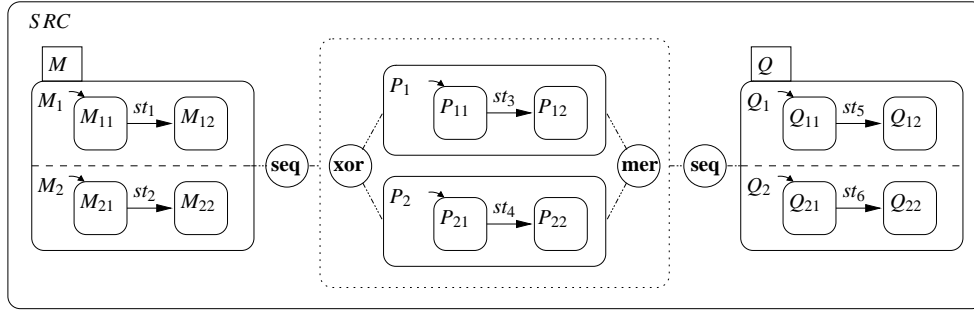 SRC
M
M11
M12
M1
st1
M21
M22
M2
st2
seq
xor
P1
P11
st3
P12
P2
P21
st4
P22
mer
seq
Q
Q1
Q11
st5
Q12
Q2
Q21
st6
Q22